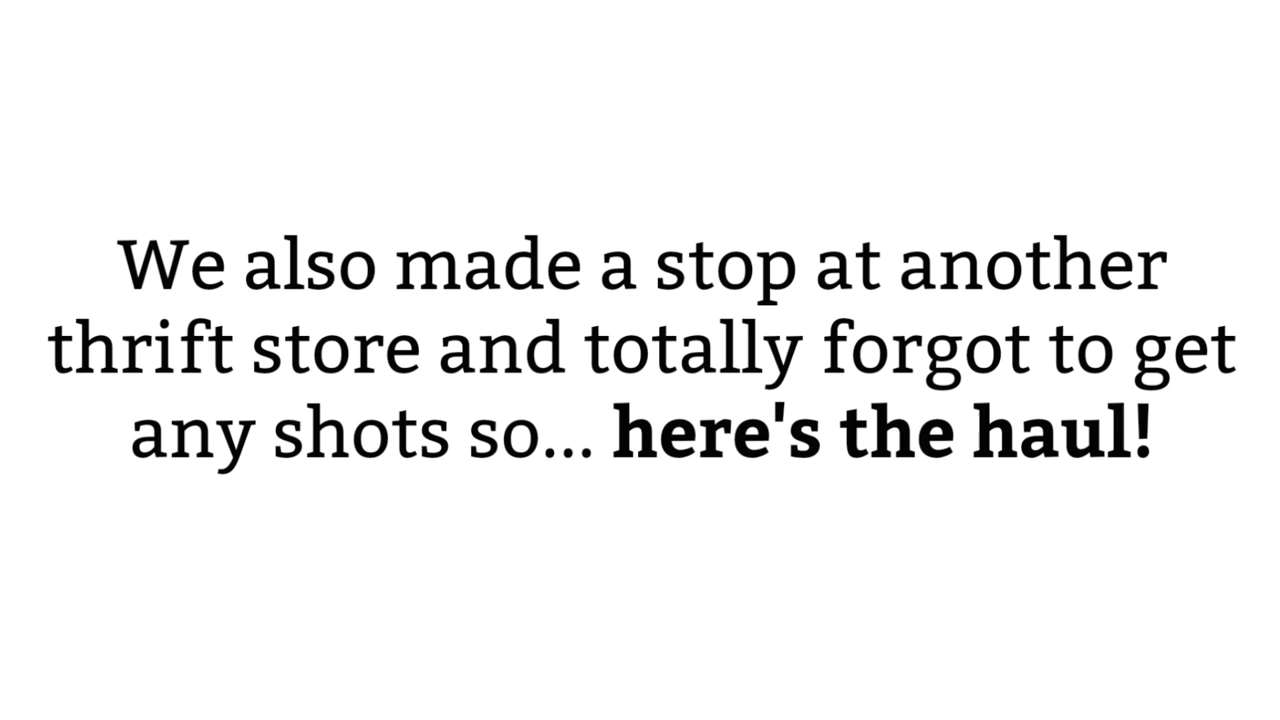 We also made a stop at another
thrift store and totally forgot to get
any shots so... here's the haul!